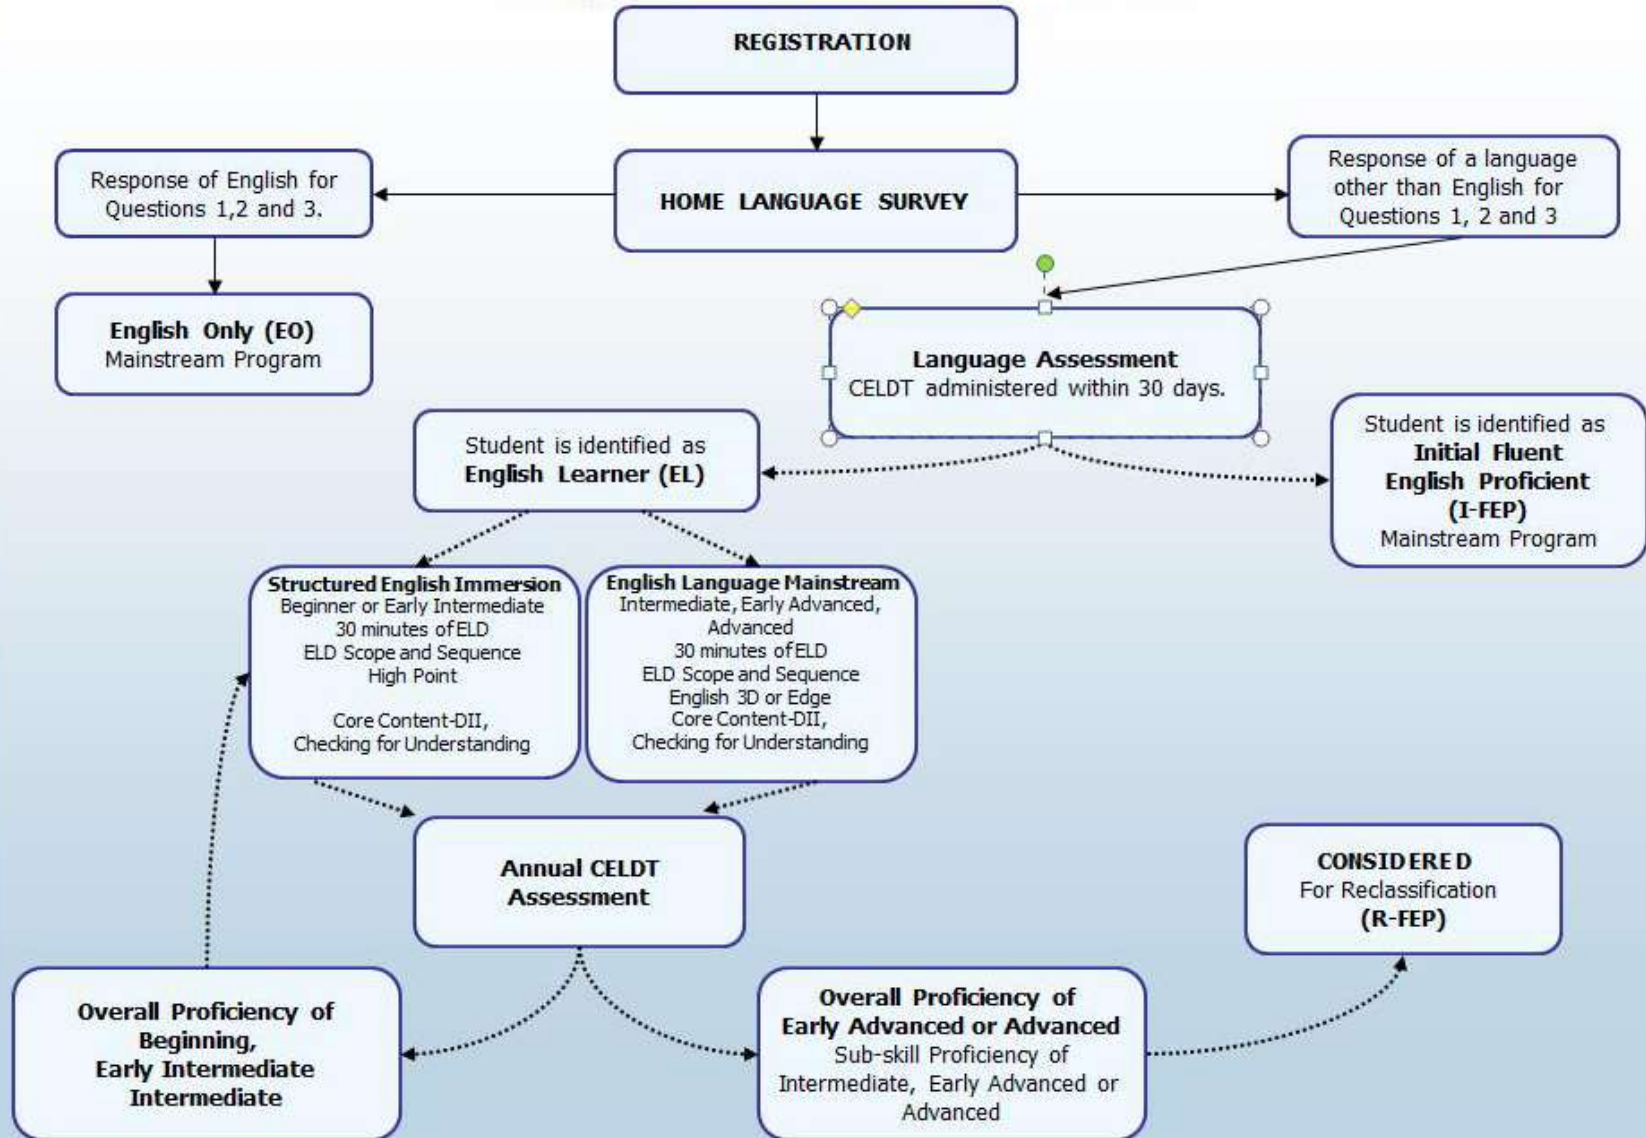 REGISTRATION
Response of English for
Questions 1,2 and 3.
HOME LANGUAGE SURVEY
Response of a language
other than English for
Questions 1, 2 and 3
English Only (EO)
Mainstream Program
Language Assessment
CELDT administered within 30 days.
Student is identified as
English Learner (EL)
Student is identified as
Initial Fluent
English Proficient
(I-FEP)
Mainstream Program
Structured English Immersion
Beginner or Early Intermediate
30 minutes of ELD
ELD Scope and Sequence
High Point
Core Content-DII,
Checking for Understanding
English Language Mainstream
Intermediate, Early Advanced,
Advanced
30 minutes of ELD
ELD Scope and Sequence
English 3D or Edge
Core Content-DII,
Checking for Understanding
Annual CELDT
Assessment
CONSIDERED
For Reclassification
(R-FEP)
Overall Proficiency of
Beginning,
Early Intermediate
Intermediate
Overall Proficiency of
Early Advanced or Advanced
Sub-skill Proficiency of
Intermediate, Early Advanced or
Advanced